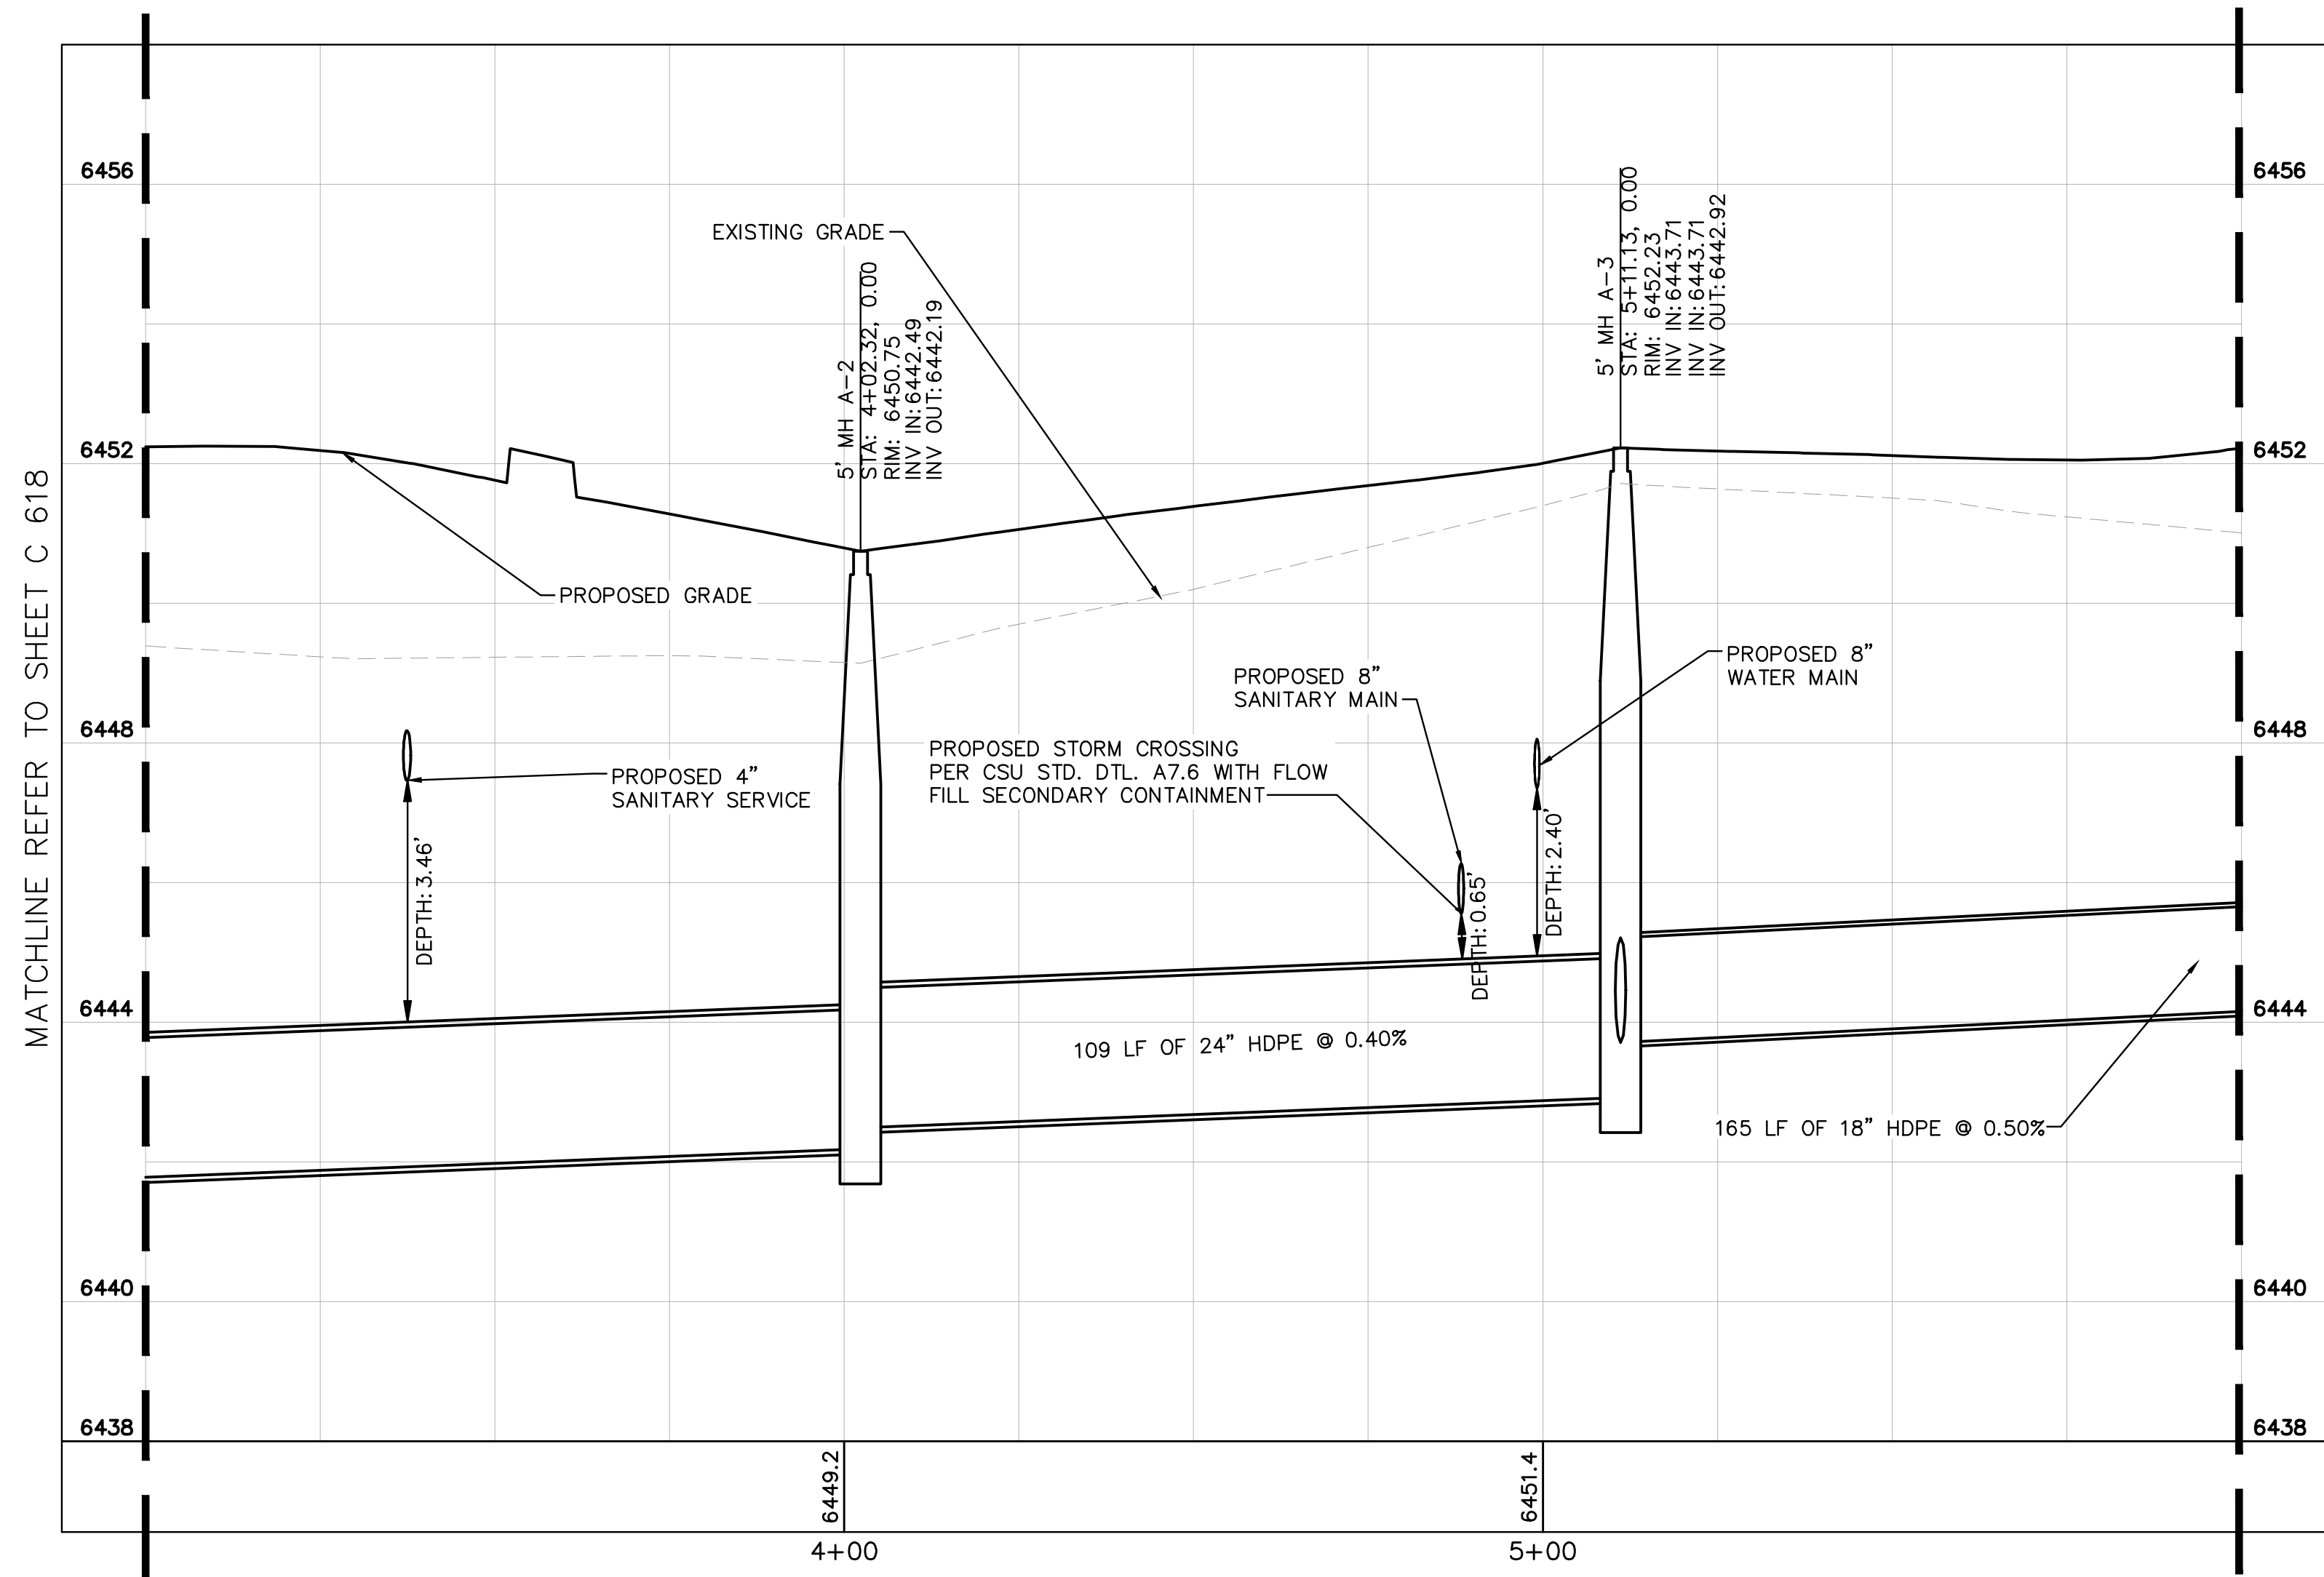 MATCHLINE REFER TO SHEET C 618
6456
6452
6448
6444
6440
6438
EXISTING GRADE
PROPOSED GRADE
5' MH A-2
STA: 4+02.32, 0.00
RIM: 6450.75
INV IN:6442.49
INV OUT:6442.19
5' MH A-3
STA: 5+11.13, 0.00
RIM: 6452.23
INV IN:6443.71
INV IN:6443.71
INV OUT:6442.92
PROPOSED 4"
SANITARY SERVICE
DEPTH:3.46'
PROPOSED 8"
SANITARY MAIN
PROPOSED STORM CROSSING
PER CSU STD. DTL. A7.6 WITH FLOW
FILL SECONDARY CONTAINMENT
DEPTH:0.65'
PROPOSED 8"
WATER MAIN
DEPTH:2.40'
109 LF OF 24" HDPE @ 0.40%
165 LF OF 18" HDPE @ 0.50%
6456
6452
6448
6444
6440
6438
6449.2
6451.4
4+00
5+00